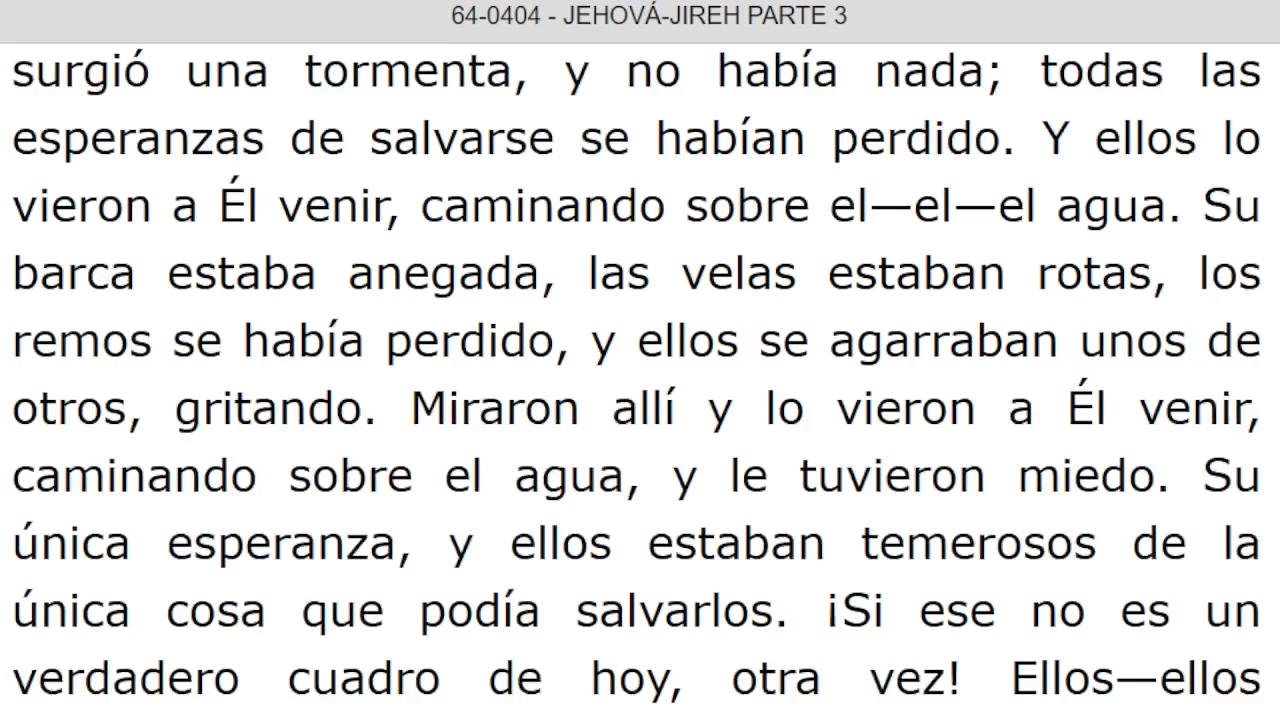 64-0404 - JEHOVÁ-JIREH PARTE 3
surgió una tormenta, y no había nada; todas las
esperanzas de salvarse se habían perdido. Y ellos lo
vieron a Él venir, caminando sobre el—el—el agua. Su
barca estaba anegada, las velas estaban rotas, los
remos se había perdido, y ellos se agarraban unos de
otros, gritando. Miraron allí y lo vieron a Él venir,
caminando sobre el agua, y le tuvieron miedo. Su
única esperanza, y ellos estaban temerosos de la
única cosa que podía salvarlos. ¡Si ese no es un
verdadero cuadro de hoy, otra vez! Ellos—ellos